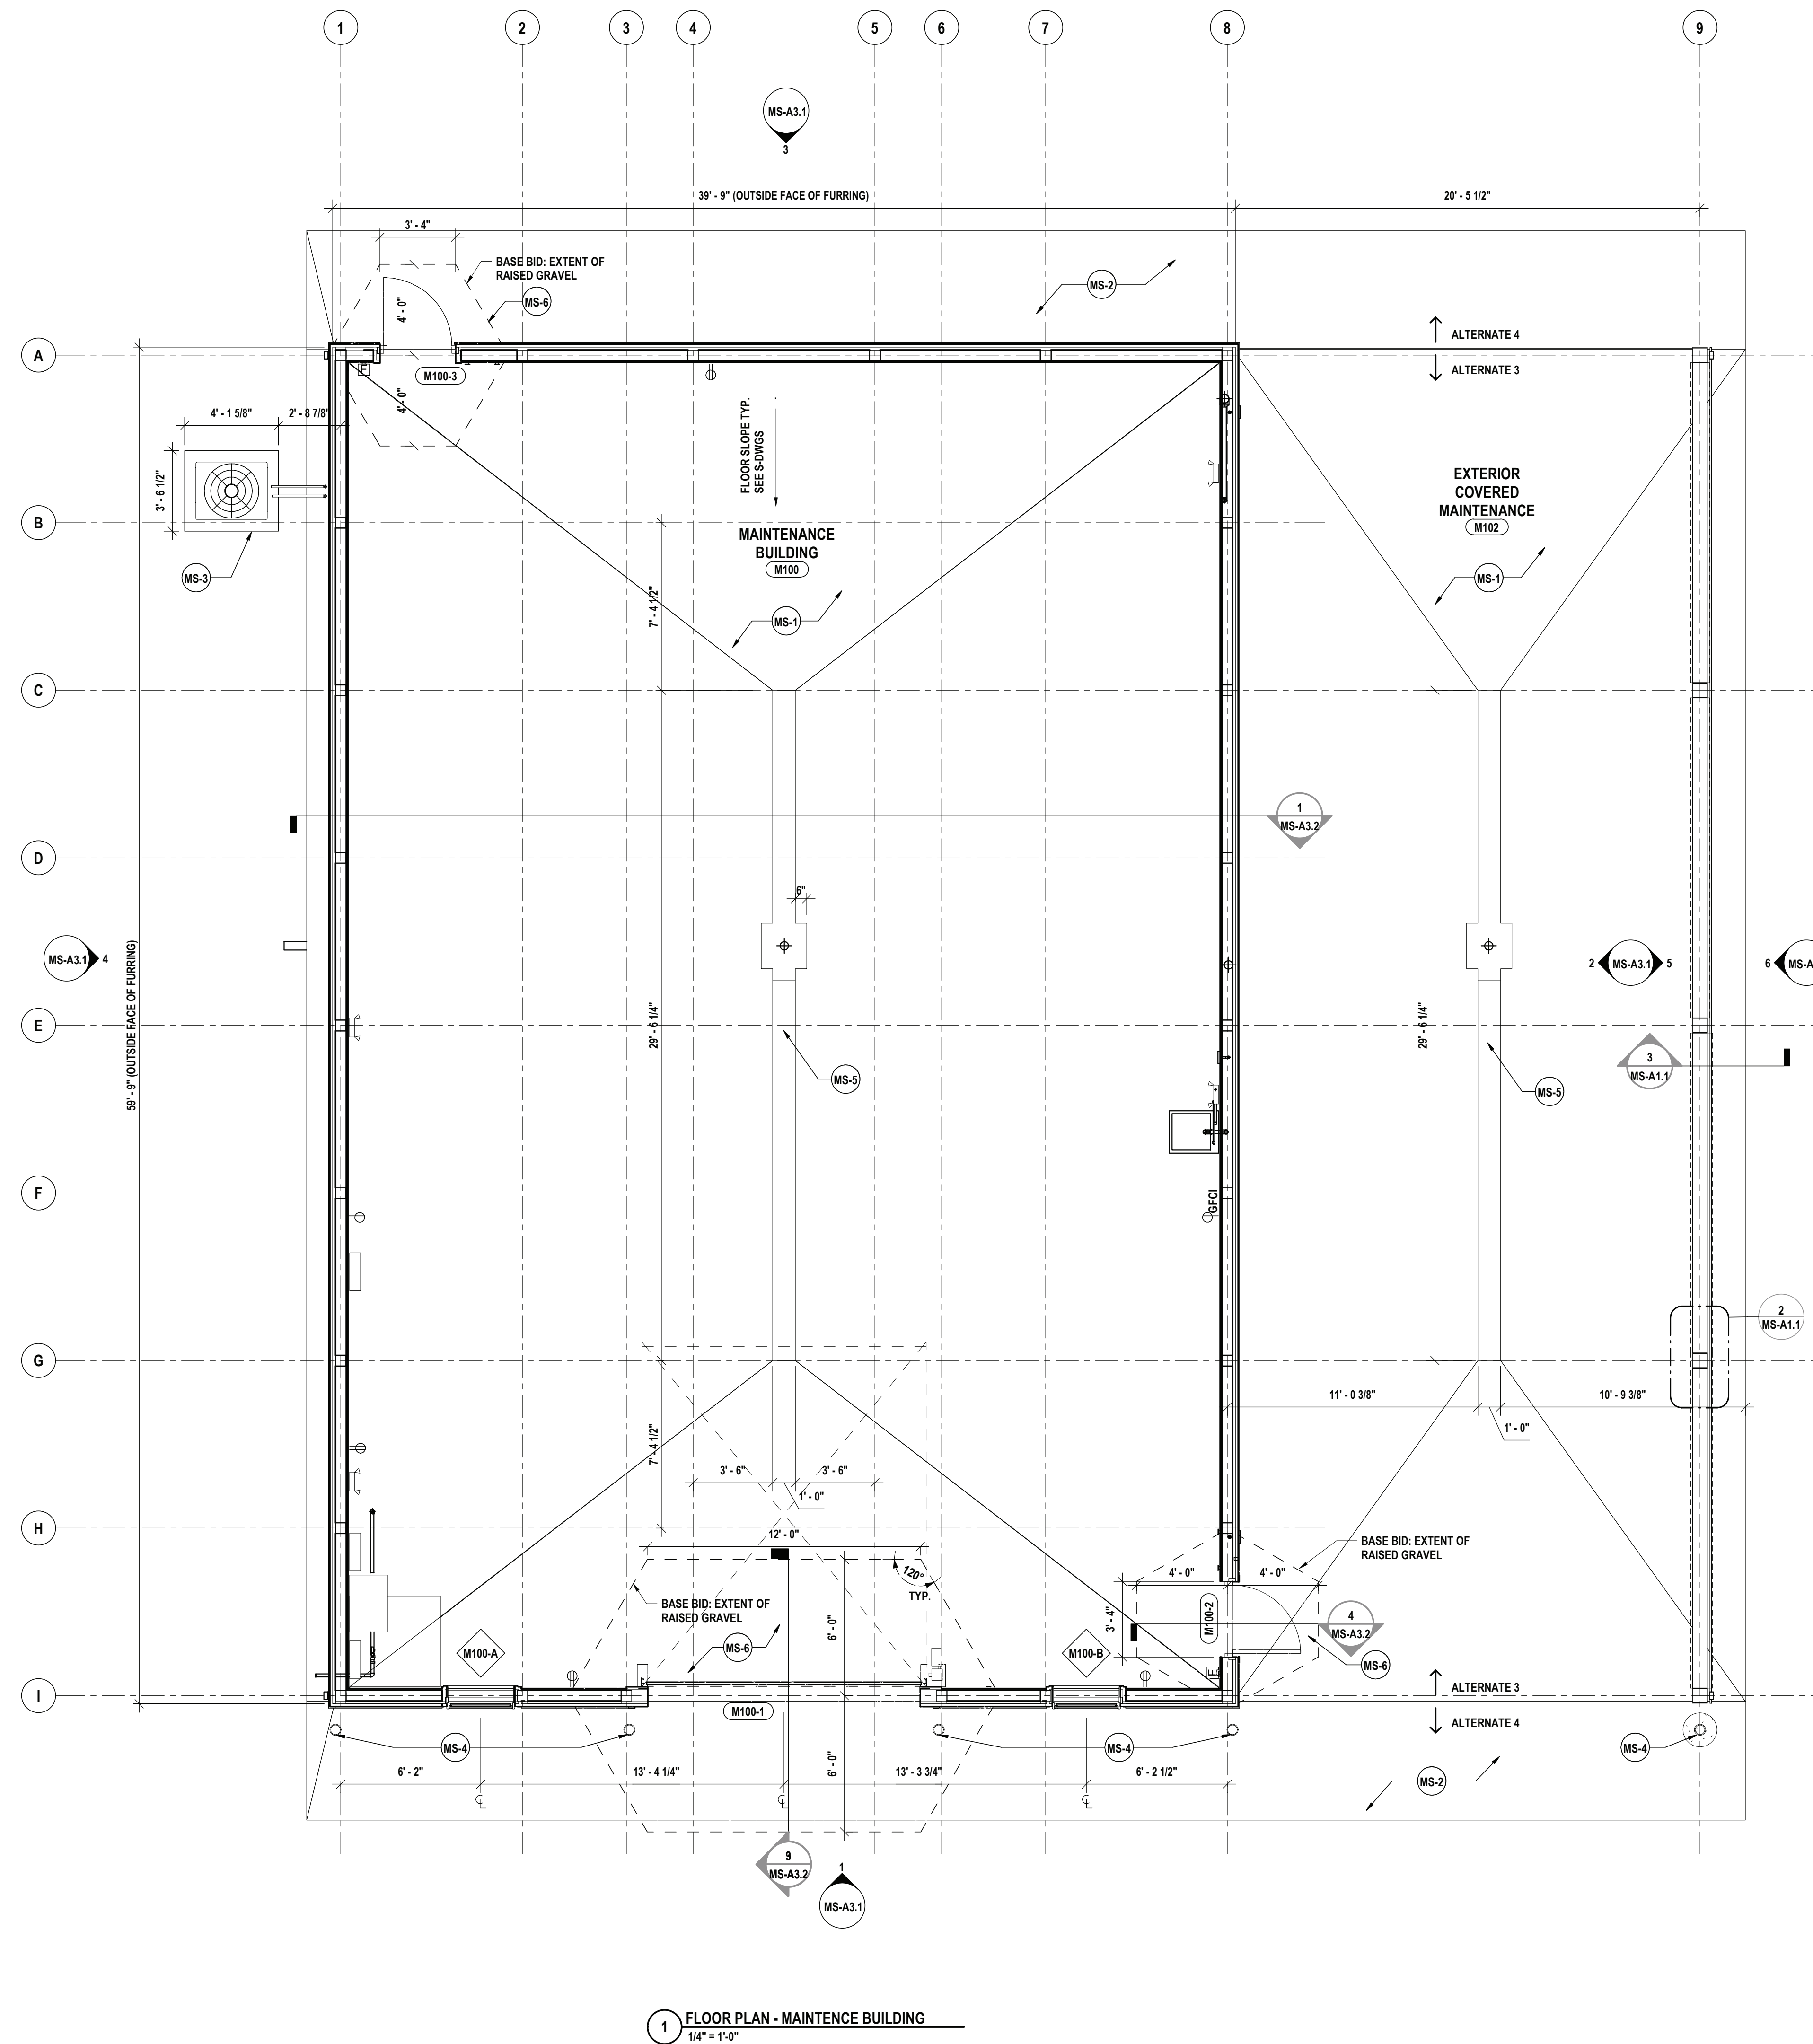 1
2
3
4
5
6
7
8
9
MS-A3.1
3
39' - 9" (OUTSIDE FACE OF FURRING)
20' - 5 1/2"
3' - 4"
BASE BID: EXTENT OF
RAISED GRAVEL
MS-6
4' - 0"
4' - 0"
MS-2
ALTERNATE 4
ALTERNATE 3
A
M100-3
4' - 1 5/8"
2' - 8 7/8"
3' - 6 1/2"
MS-3
FLOOR SLOPE TYP.
SEE S-DWGS
EXTERIOR
COVERED
MAINTENANCE
M102
B
MAINTENANCE
BUILDING
M100
7' - 4 1/2"
MS-1
MS-1
C
1
MS-A3.2
D
6"
MS-A3.1
4
59' - 9" (OUTSIDE FACE OF FURRING)
2
MS-A3.1
5
6
MS-A
E
29' - 6 1/4"
29' - 6 1/4"
3
MS-A1.1
MS-5
MS-5
F
GFCI
2
MS-A1.1
G
11' - 0 3/8"
10' - 9 3/8"
1' - 0"
7' - 4 1/2"
3' - 6"
3' - 6"
1' - 0"
H
12' - 0"
120°
TYP.
BASE BID: EXTENT OF
RAISED GRAVEL
4' - 0"
4' - 0"
BASE BID: EXTENT OF
RAISED GRAVEL
6' - 0"
3' - 4"
M100-2
4
MS-A3.2
M100-A
MS-6
M100-B
MS-6
I
M100-1
ALTERNATE 3
ALTERNATE 4
MS-4
MS-4
MS-4
6' - 2"
13' - 4 1/4"
6' - 0"
13' - 3 3/4"
6' - 2 1/2"
MS-2
9
MS-A3.2
1
MS-A3.1
1
FLOOR PLAN - MAINTENCE BUILDING
1/4" = 1'-0"